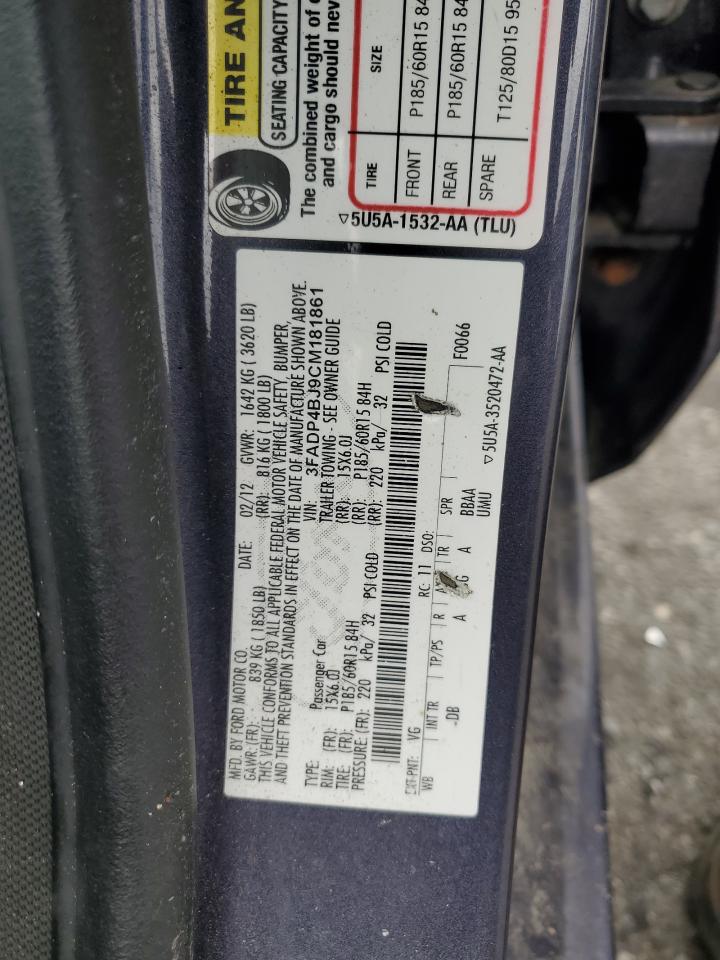 TIRE AN
SEATING CAPACITY
The combined weight of
and cargo should nev
TIRE SIZE
FRONT P185/60R15 84
REAR P185/60R15 84
SPARE T125/80D15 95
▽5U5A-1532-AA (TLU)
MFD. BY FORD MOTOR CO. DATE: 02/12 GVWR: 1642 KG ( 3620 LB)
GAWR: (FR): 839 KG ( 1850 LB) (RR): 816 KG ( 1800 LB)
THIS VEHICLE CONFORMS TO ALL APPLICABLE FEDERAL MOTOR VEHICLE SAFETY, BUMPER,
AND THEFT PREVENTION STANDARDS IN EFFECT ON THE DATE OF MANUFACTURE SHOWN ABOVE.
VIN: 3FADP4BJ9CM181861
TYPE: Passenger Car TRAILER TOWING - SEE OWNER GUIDE
RIM: (FR): 15X6.0J (RR): 15X6.0J
TIRE: (FR): P185/60R15 84H (RR): P185/60R15 84H
PRESSURE: (FR): 220 kPa/ 32 PSI COLD (RR): 220 kPa/ 32 PSI COLD
EXT-PNT: VG RC: 11 DSO: F0066
WB INT TR TP/PS R TR SPR
-DB A G A BBAA
UMU
▽5U5A-3520472-AA